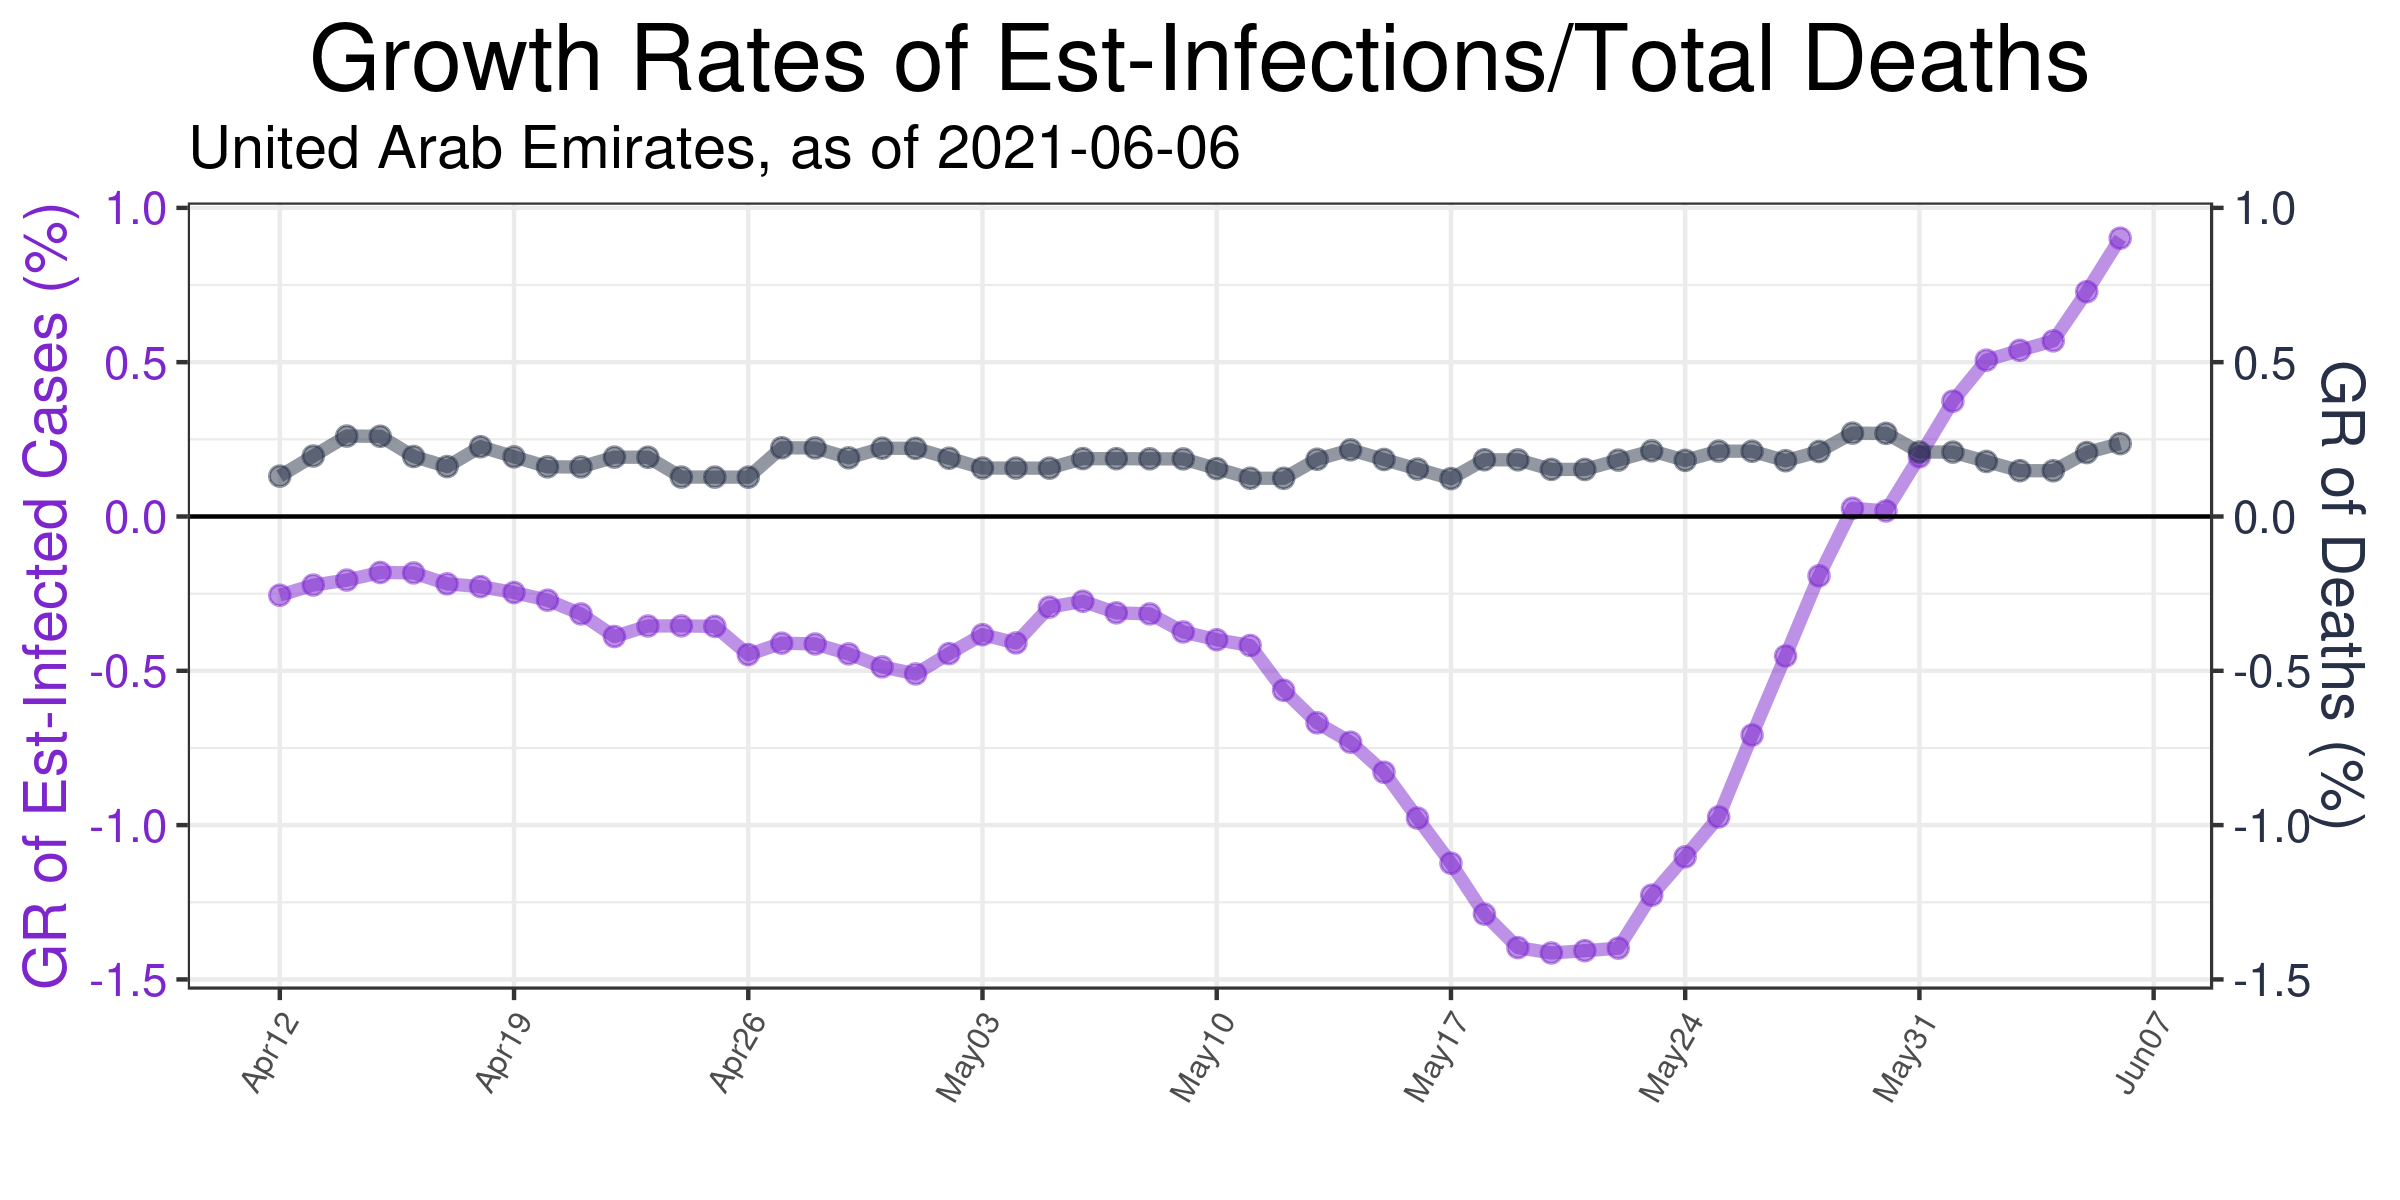 Growth Rates of Est-Infections/Total Deaths
United Arab Emirates, as of 2021-06-06
GR of Est-Infected Cases (%)
1.0
0.5
0.0
-0.5
-1.0
-1.5
1.0
0.5
0.0
-0.5
-1.0
-1.5
GR of Deaths (%)
Apr12
Apr19
Apr26
May03
May10
May17
May24
May31
Jun07